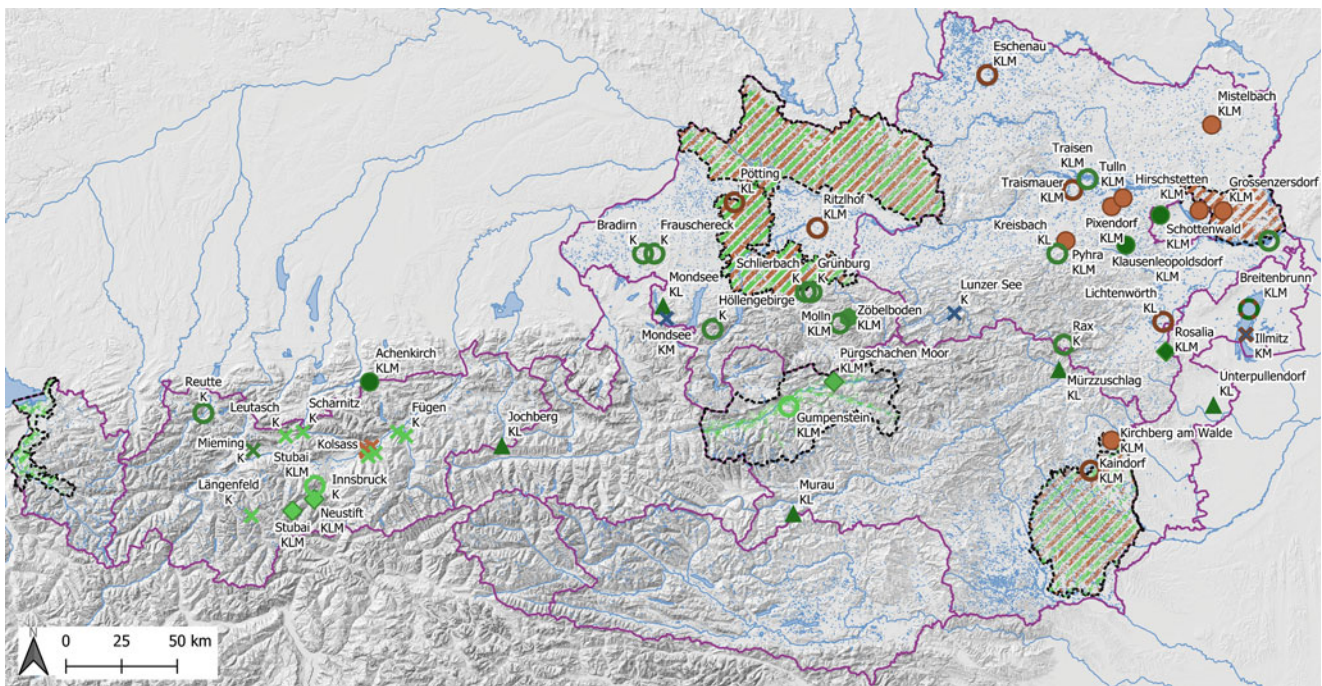 Eschenau
KLM
Mistelbach
KLM
Traisen
KLM
Tulln
KLM
Hirschstetten
KLM
Grossenzersdorf
KLM
Traismauer
KLM
Pötting
KL
Ritzlhof
KLM
Pixendorf
KLM
Schottenwald
KLM
Kreisbach
KL
Bradirn
K
Frauschereck
K
Pyhra
KLM
Klausenleopoldsdorf
KLM
Schlierbach
K
Grünburg
K
Mondsee
KL
Breitenbrunn
KLM
Lunzer See
K
Höllengebirge
K
Lichtenwörth
KL
Mondsee
KM
Molln
KLM
Zöbelboden
KLM
Rax
K
Rosalia
KLM
Illmitz
KM
Achenkirch
KLM
Pürgschachen Moor
KLM
Mürzzuschlag
KL
Unterpullendorf
KL
Reutte
K
Leutasch
K
Scharnitz
K
Fügen
K
Jochberg
KL
Gumpenstein
KLM
Mieming
K
Kolsass
Kirchberg am Walde
KLM
Stubai
KLM
Innsbruck
K
Kaindorf
KLM
Längenfeld
K
Neustift
KLM
Murau
KL
Stubai
KLM
N
0 25 50 km